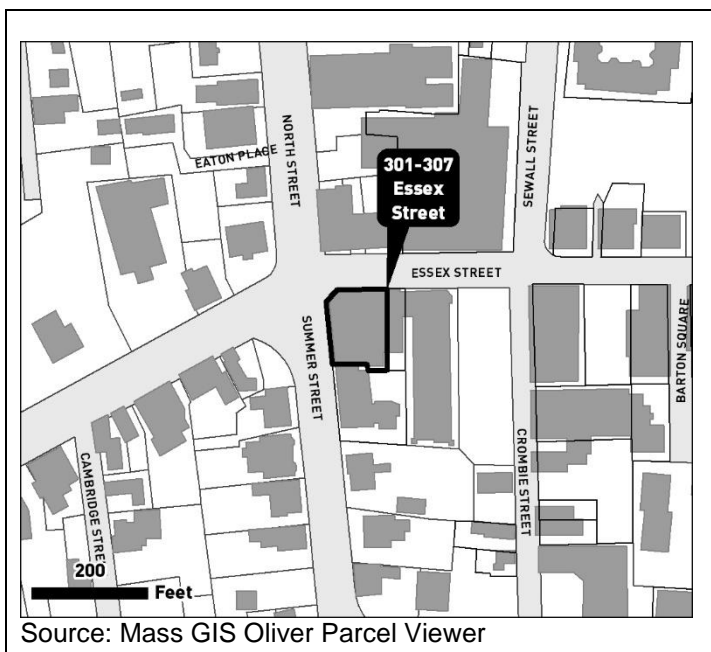 NORTH STREET
SEWALL STREET
EATON PLACE
301-307
Essex
Street
ESSEX STREET
SUMMER STREET
BARTON SQUARE
CROMBIE STREET
CAMBRIDGE STREET
200
Feet
Source: Mass GIS Oliver Parcel Viewer